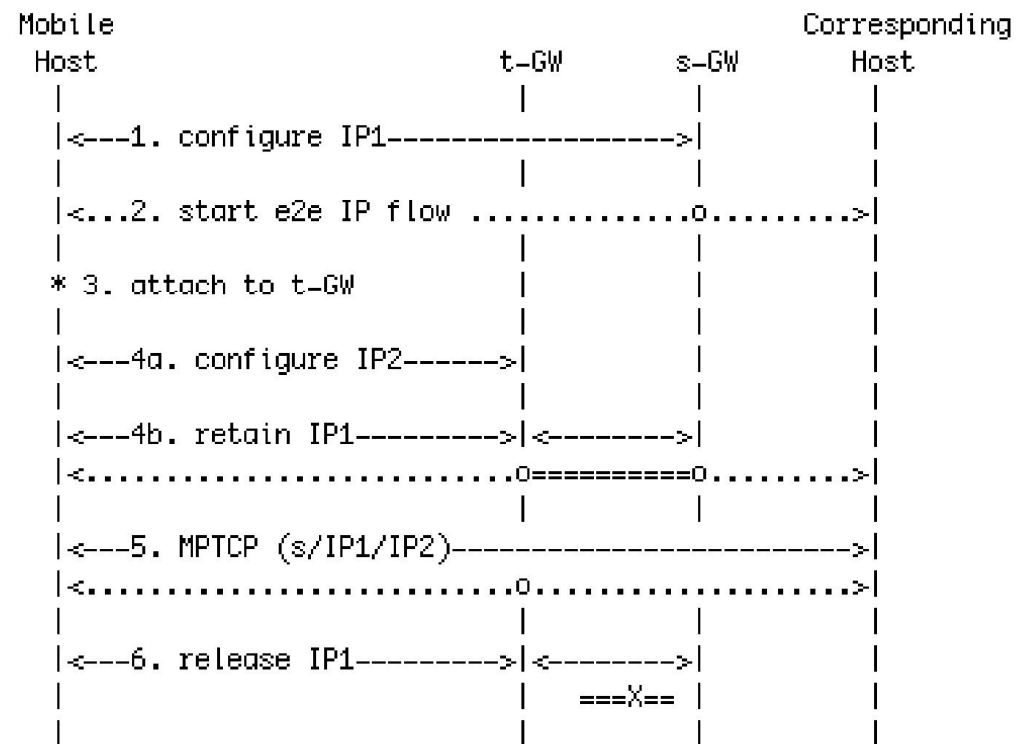 Mobile Corresponding
Host t-GW s-GW Host
| | | |
|<---1. configure IP1------------------>| |
| | | |
|<...2. start e2e IP flow ..............o.........>|
| | | |
* 3. attach to t-GW | | |
| | | |
|<---4a. configure IP2------>| | |
| | | |
|<---4b. retain IP1--------->|<-------->| |
|<...........................o==========o.........>|
| | | |
|<---5. MPTCP (s/IP1/IP2)------------------------->|
|<...........................o....................>|
| | | |
|<---6. release IP1--------->|<-------->| |
| | ===X== | |
| | | |